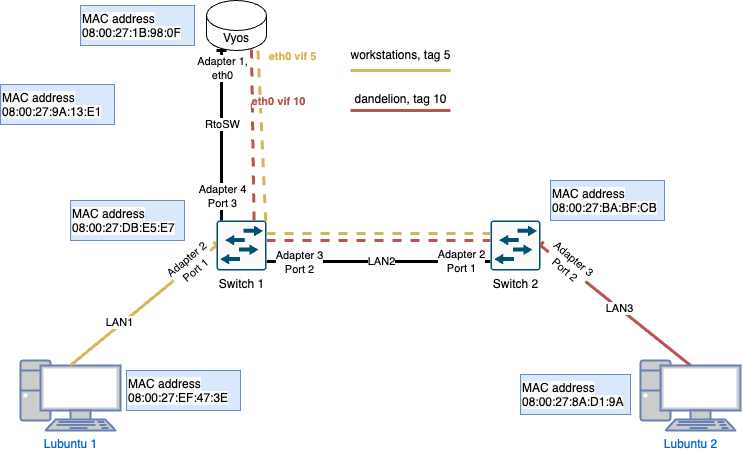 MAC address
08:00:27:1B:98:0F
Vyos
Adapter 1,
eth0
eth0 vif 5
workstations, tag 5
MAC address
08:00:27:9A:13:E1
eth0 vif 10
dandelion, tag 10
RtoSW
Adapter 4
Port 3
MAC address
08:00:27:DB:E5:E7
MAC address
08:00:27:BA:BF:CB
Adapter 2
Port 1
Adapter 3
Port 2
LAN2
Adapter 2
Port 1
Adapter 3
Port 2
Switch 1
Switch 2
LAN1
LAN3
MAC address
08:00:27:EF:47:3E
MAC address
08:00:27:8A:D1:9A
Lubuntu 1
Lubuntu 2